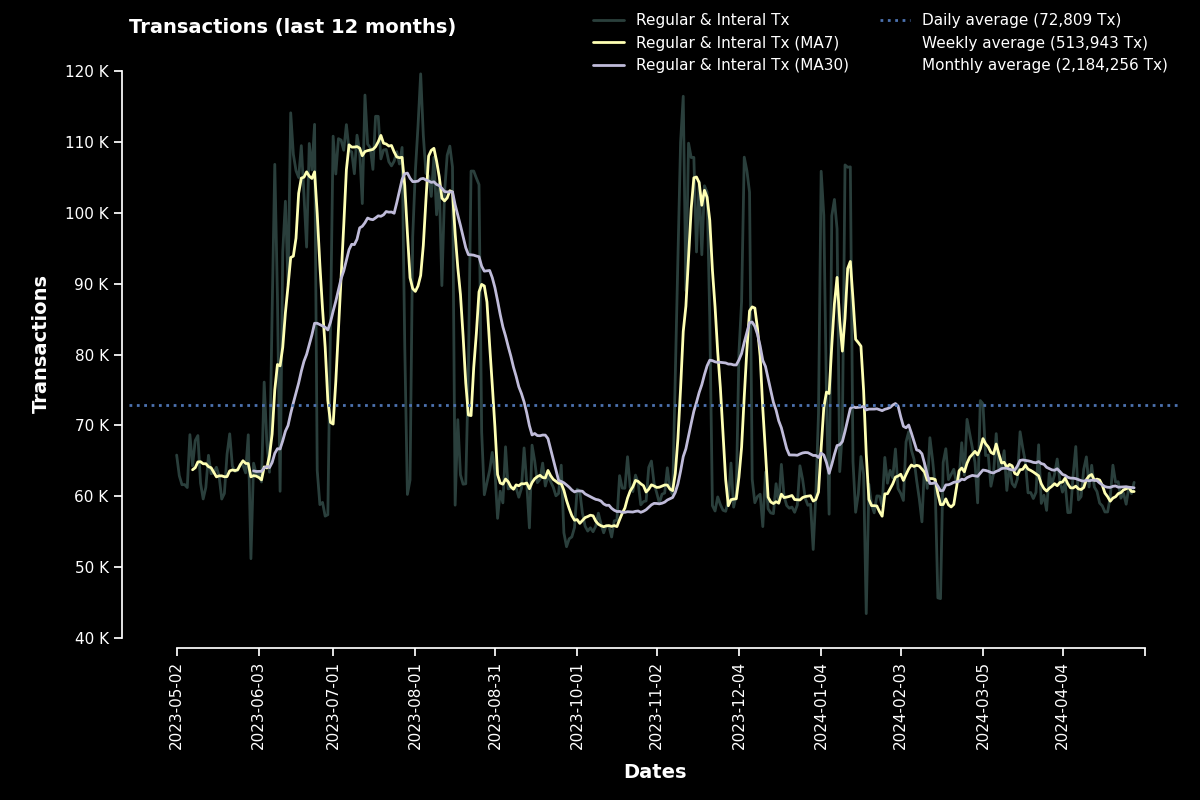 Transactions (last 12 months)
Regular & Interal Tx
Regular & Interal Tx (MA7)
Regular & Interal Tx (MA30)
Daily average (72,809 Tx)
Weekly average (513,943 Tx)
Monthly average (2,184,256 Tx)
120 K
110 K
100 K
90 K
80 K
70 K
60 K
50 K
40 K
Transactions
2023-05-02
2023-06-03
2023-07-01
2023-08-01
2023-08-31
2023-10-01
2023-11-02
2023-12-04
2024-01-04
2024-02-03
2024-03-05
2024-04-04
Dates